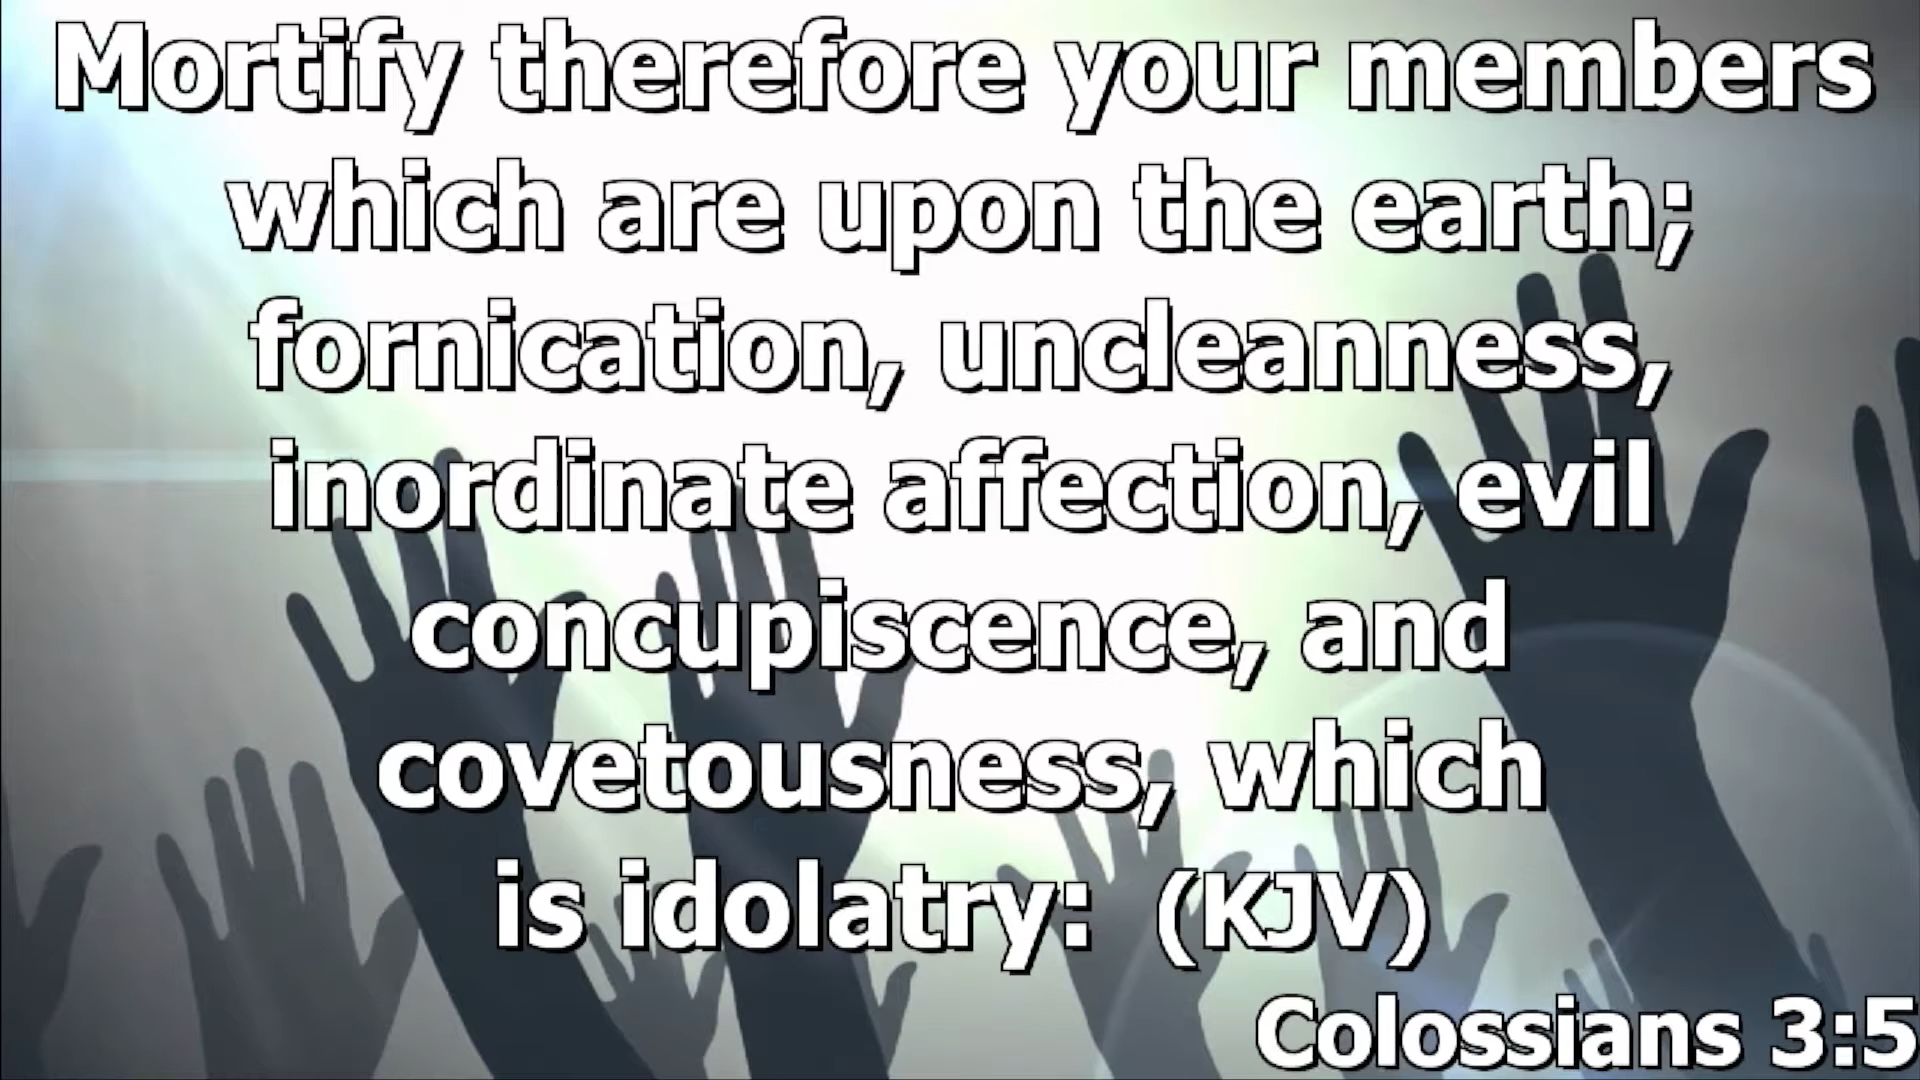 Mortify therefore your members
which are upon the earth;
fornication, uncleanness,
inordinate affection, evil
concupiscence, and
covetousness, which
is idolatry: (KJV)
Colossians 3:5